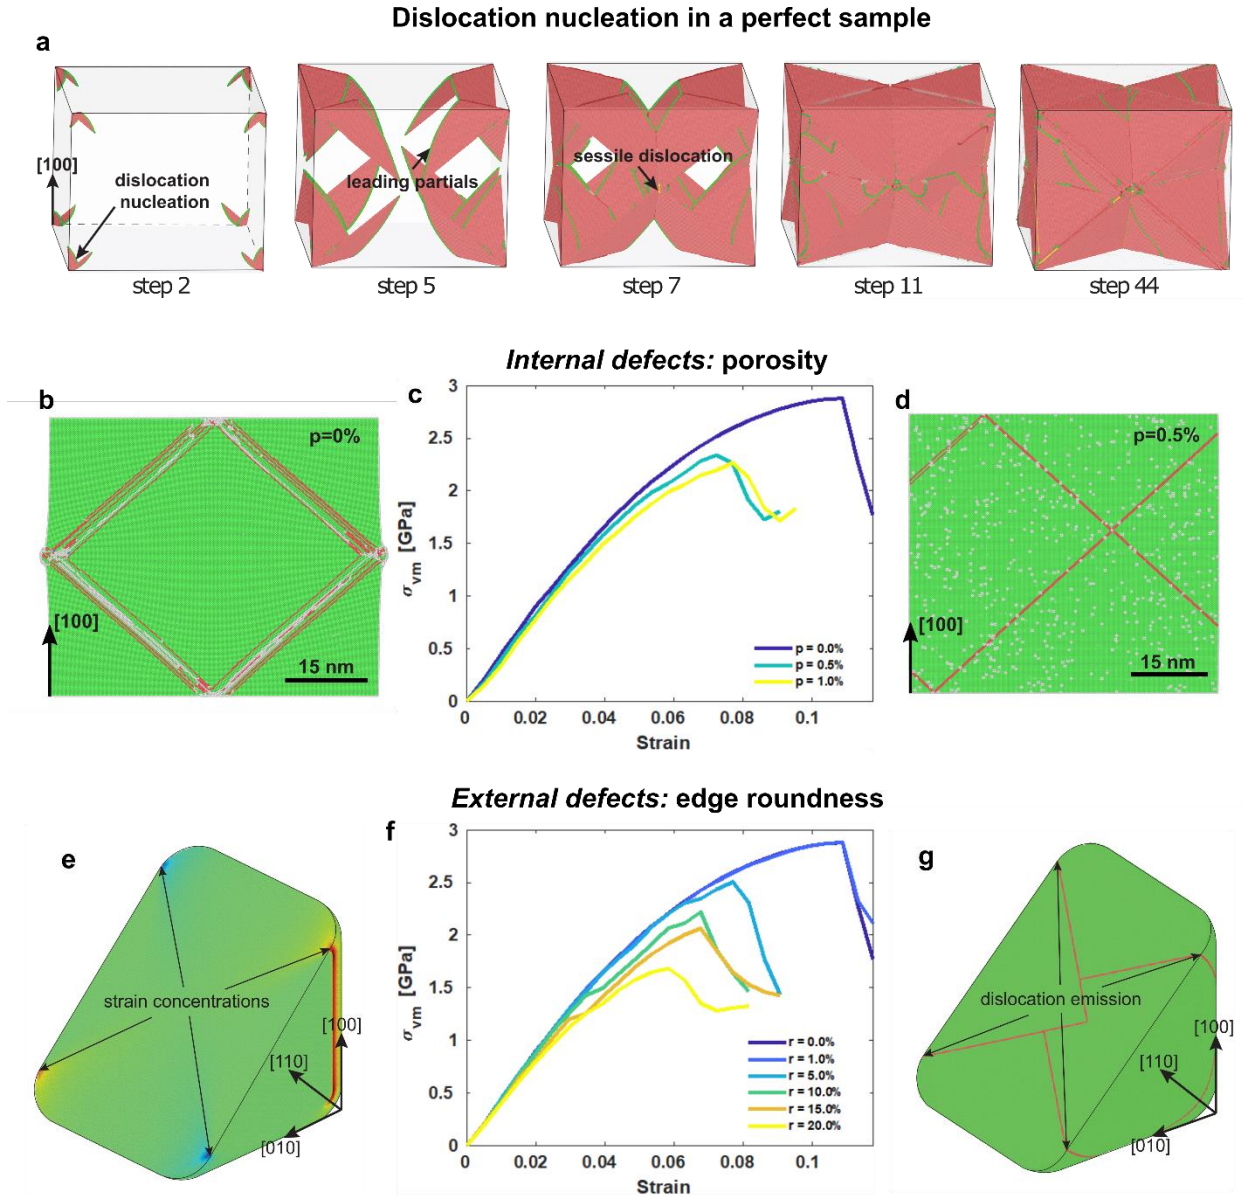 Dislocation nucleation in a perfect sample
a
[100]
dislocation
nucleation
leading partials
sessile dislocation
step 2
step 5
step 7
step 11
step 44
Internal defects: porosity
b
p=0%
[100]
15 nm
c
3
2.5
2
1.5
1
0.5
0
σvm [GPa]
p = 0.0%
p = 0.5%
p = 1.0%
0
0.02
0.04
0.06
0.08
0.1
Strain
d
p=0.5%
[100]
15 nm
External defects: edge roundness
e
strain concentrations
[100]
[110]
[010]
f
3
2.5
2
1.5
1
0.5
0
σvm [GPa]
r = 0.0%
r = 1.0%
r = 5.0%
r = 10.0%
r = 15.0%
r = 20.0%
0
0.02
0.04
0.06
0.08
0.1
Strain
g
dislocation emission
[100]
[110]
[010]